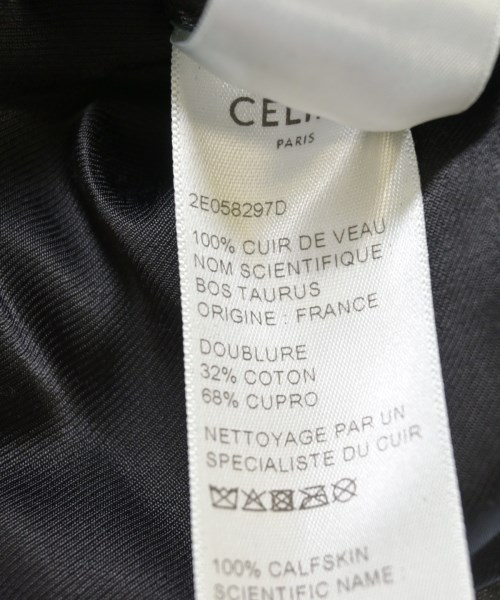 PARIS
2E058297D
100% CUIR DE VEAU
NOM SCIENTIFIQUE :
BOS TAURUS
ORIGINE : FRANCE
DOUBLURE
32% COTON
68% CUPRO
NETTOYAGE PAR UN
SPECIALISTE DU CUIR
100% CALFSKIN
SCIENTIFIC NAME :